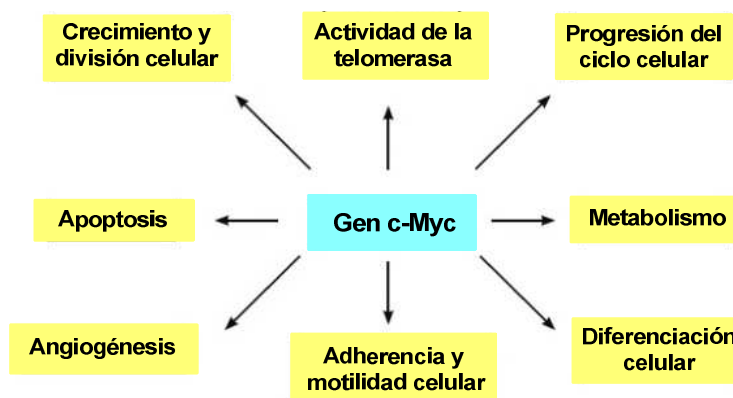 Crecimiento y
división celular
Actividad de la
telomerasa
Progresión del
ciclo celular
Apoptosis
Gen c-Myc
Metabolismo
Angiogénesis
Adherencia y
motilidad celular
Diferenciación
celular